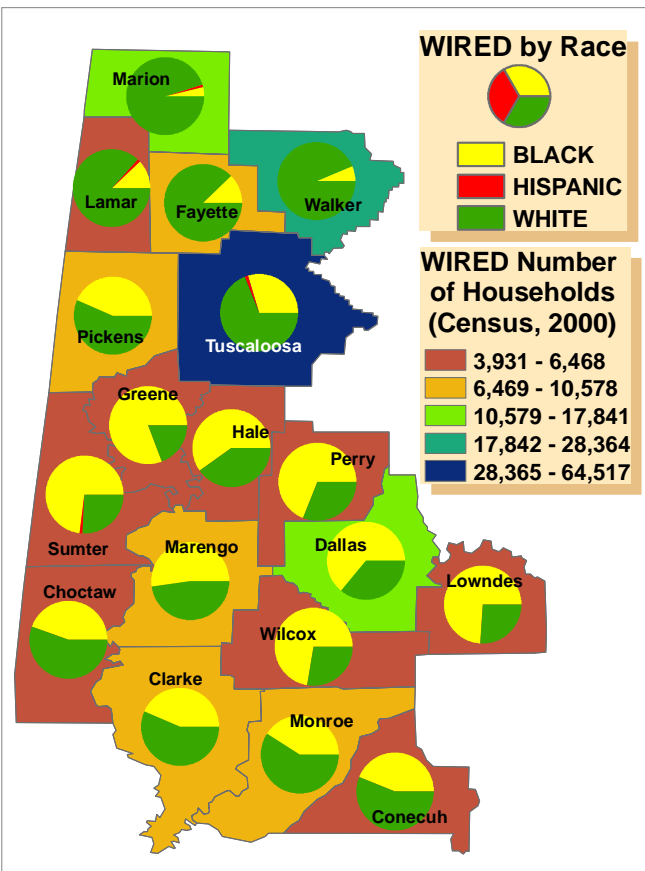 WIRED by Race
BLACK
HISPANIC
WHITE
WIRED Number
of Households
(Census, 2000)
3,931 - 6,468
6,469 - 10,578
10,579 - 17,841
17,842 - 28,364
28,365 - 64,517
Marion
Lamar
Fayette
Walker
Pickens
Tuscaloosa
Greene
Hale
Perry
Sumter
Marengo
Dallas
Lowndes
Choctaw
Wilcox
Clarke
Monroe
Conecuh